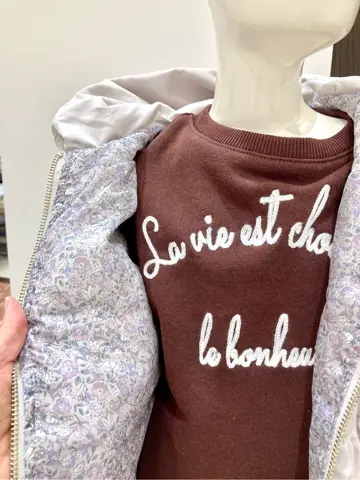 La vie est cho
le bonheu